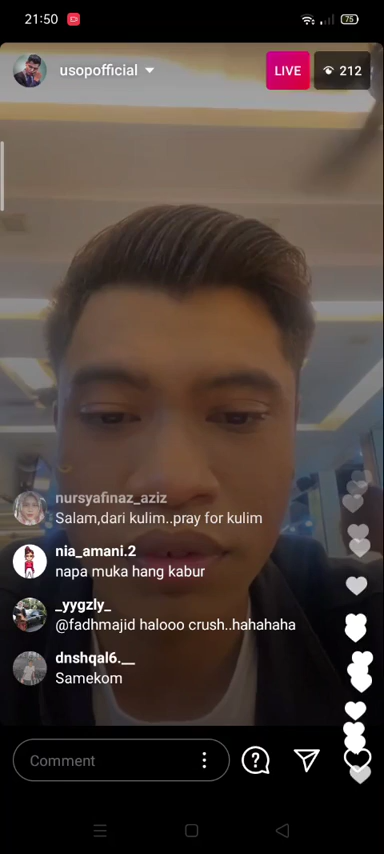 21:50
75
usopofficial
LIVE
212
nursyafinaz_aziz
Salam,dari kulim..pray for kulim
nia_amani.2
napa muka hang kabur
_yygzly_
@fadhmajid halooo crush..hahahaha
dnshqal6.__
Samekom
Comment